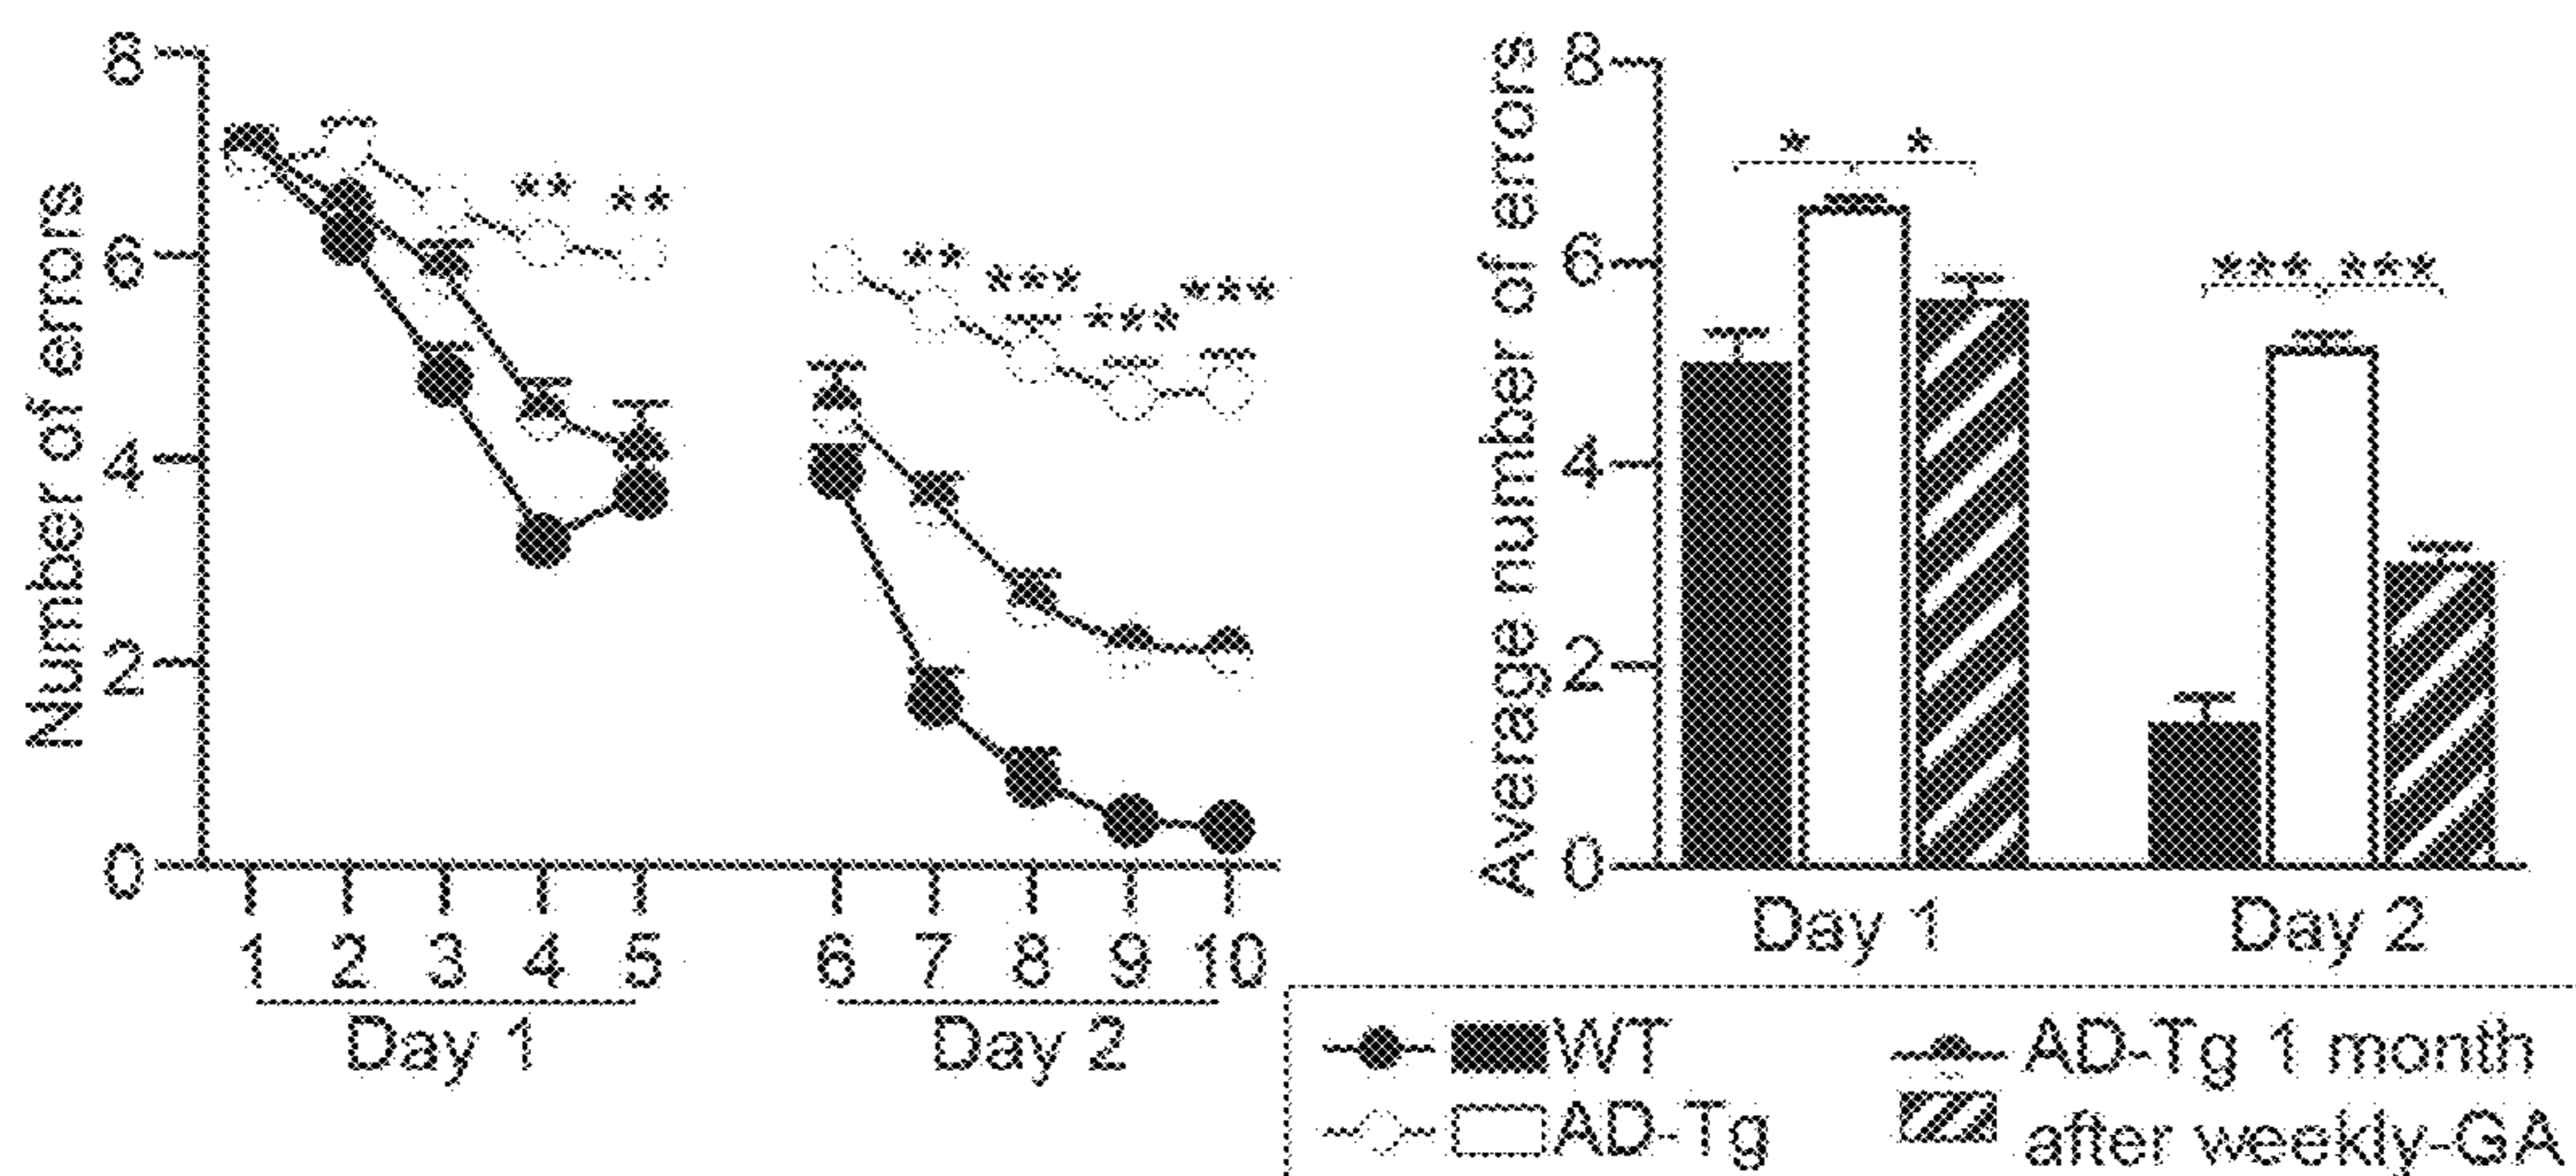 Number of errors
8
6
4
2
0
** **
** *** *** ***
1 2 3 4 5 6 7 8 9 10
Day 1 Day 2
Average number of errors
8
6
4
2
0
* *
*** ***
Day 1 Day 2
WT
AD-Tg
AD-Tg 1 month
after weekly-GA